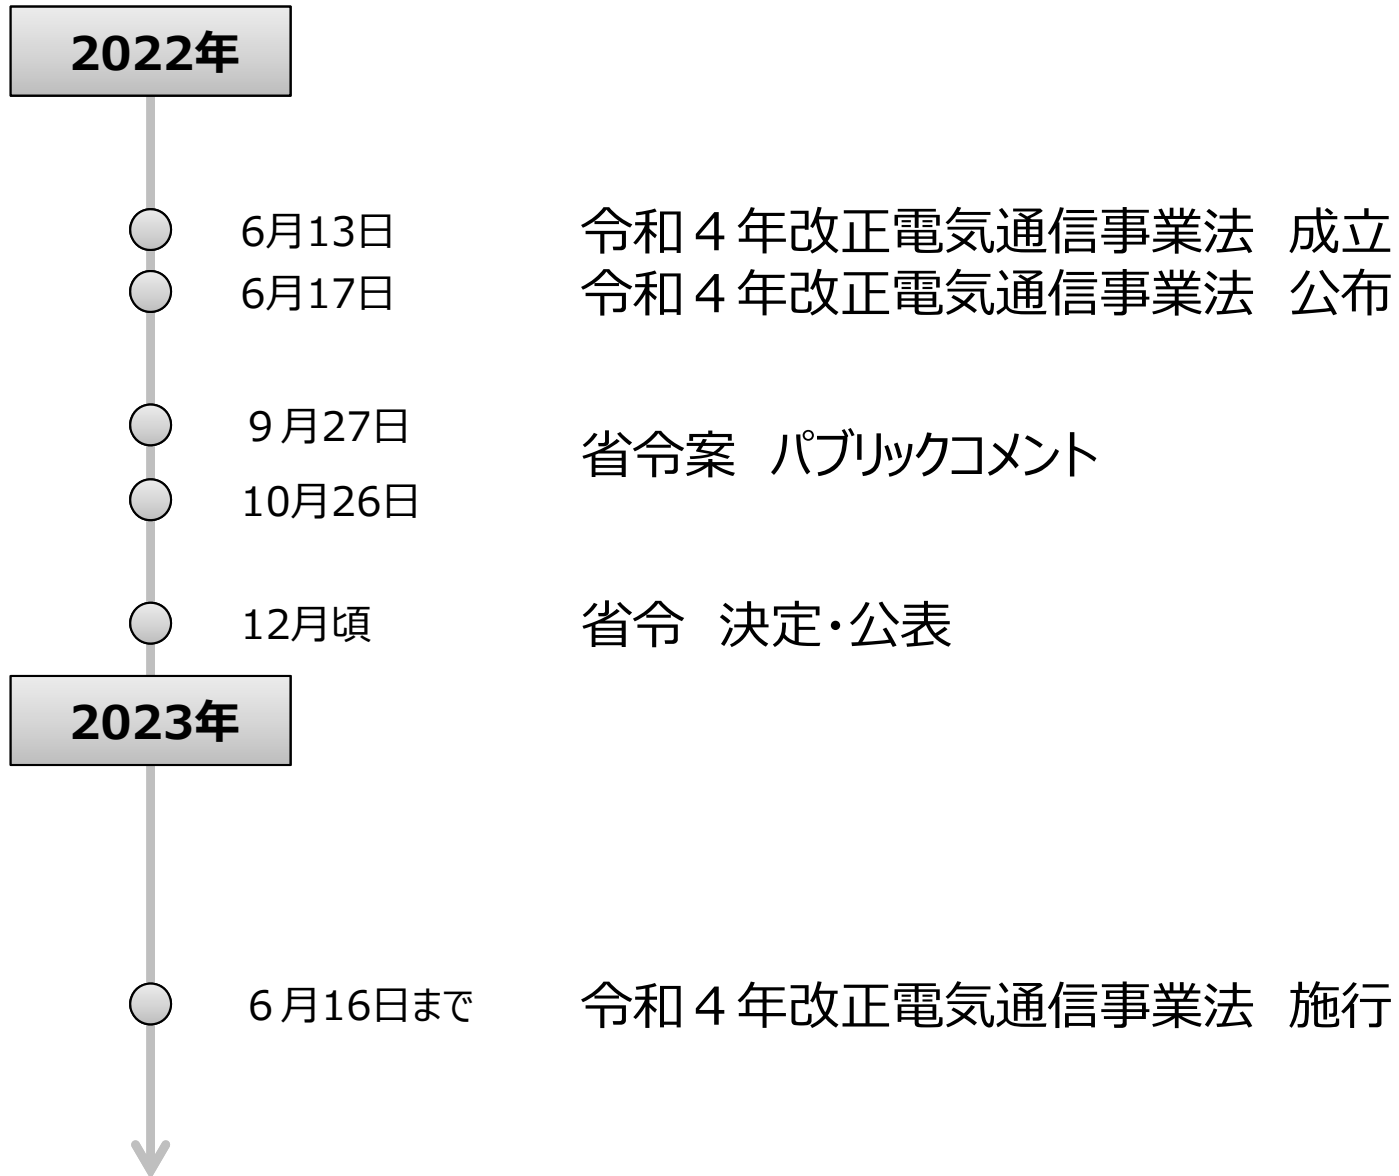 2022年
6月13日 令和４年改正電気通信事業法　成立
6月17日 令和４年改正電気通信事業法　公布
９月27日
省令案　パブリックコメント
10月26日
12月頃 省令　決定・公表
2023年
６月16日まで 令和４年改正電気通信事業法　施行